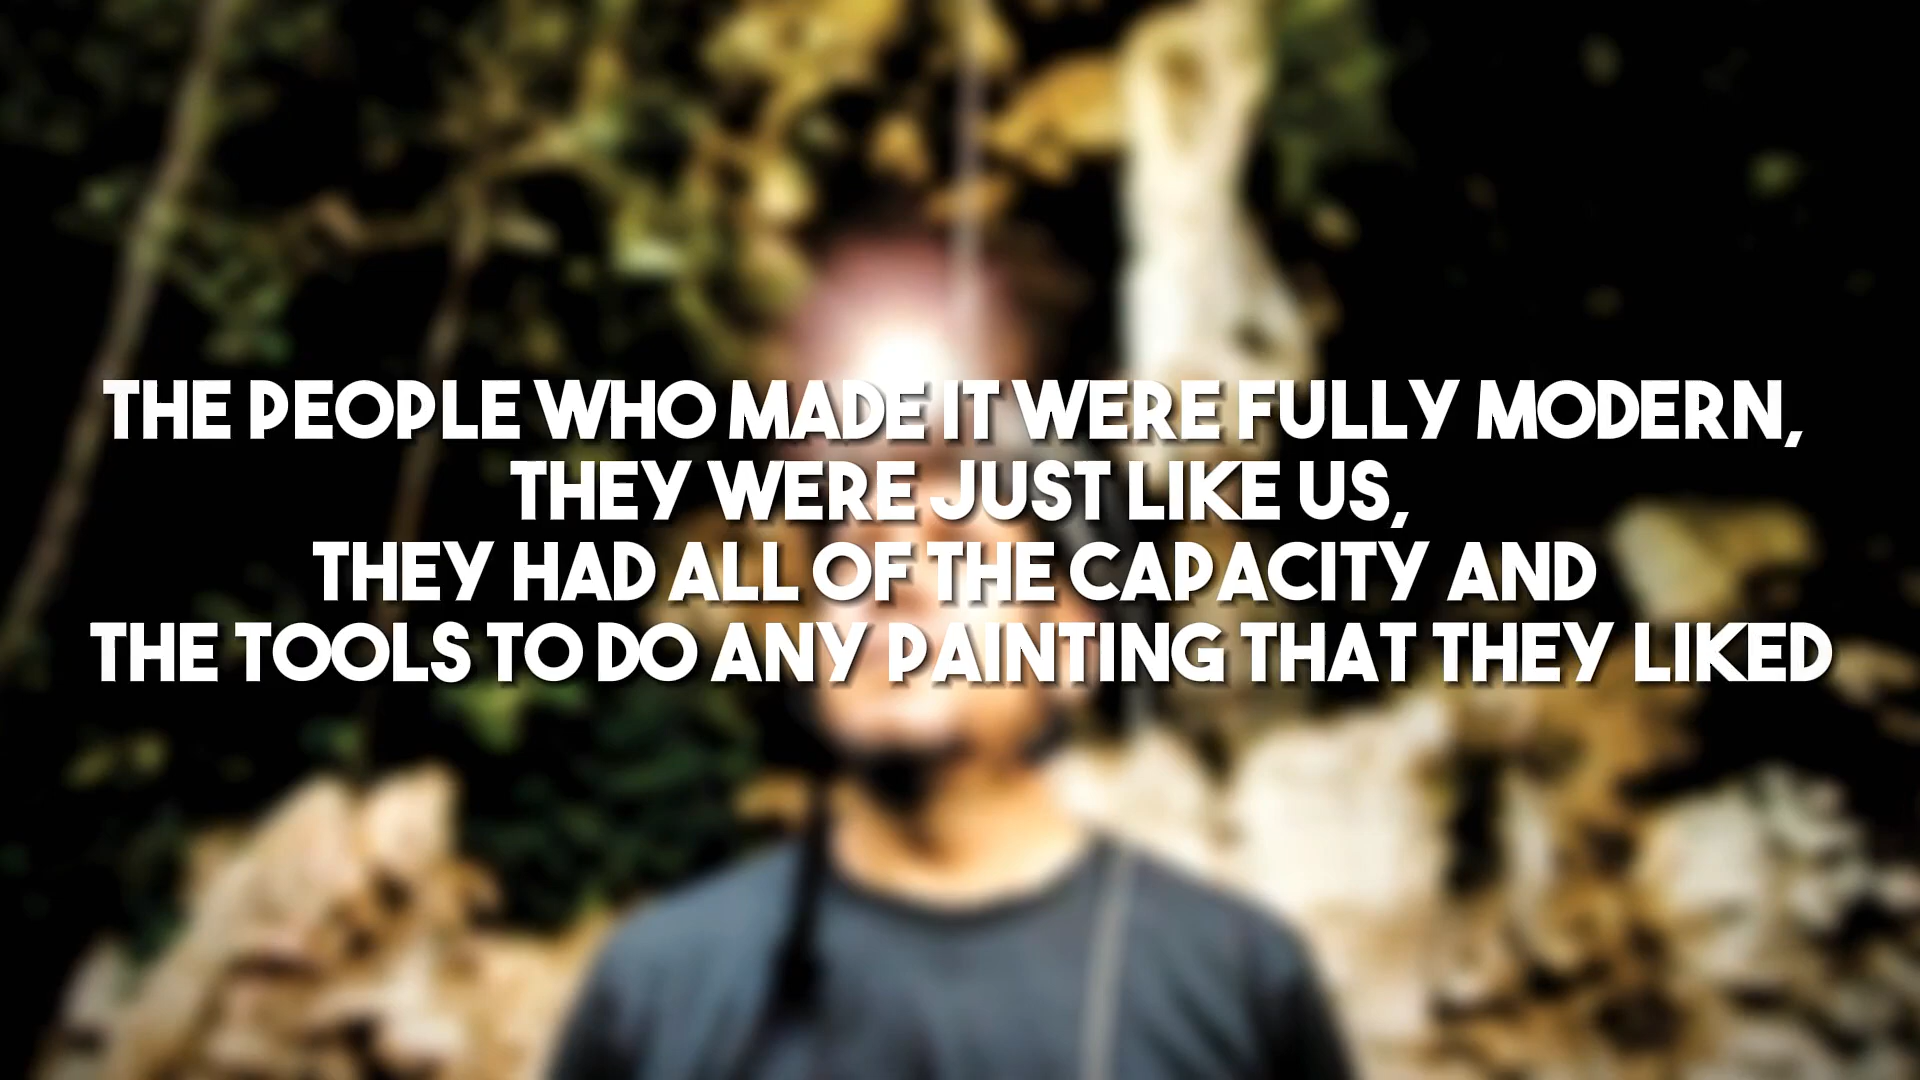 THE PEOPLE WHO MADE IT WERE FULLY MODERN,
THEY WERE JUST LIKE US,
THEY HAD ALL OF THE CAPACITY AND
THE TOOLS TO DO ANY PAINTING THAT THEY LIKED